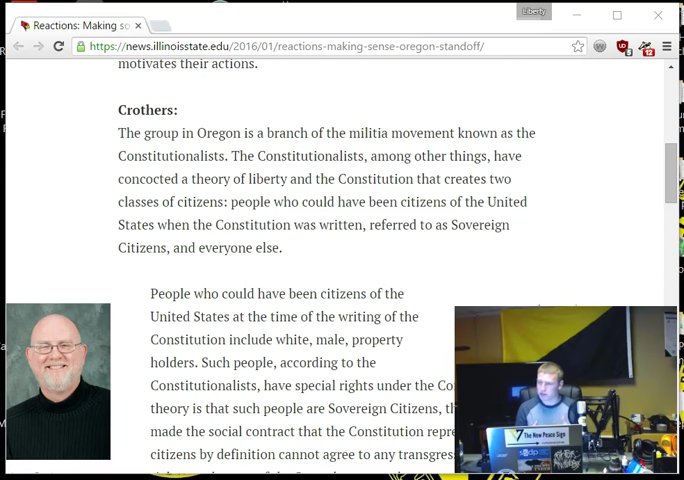 Liberty
Reactions: Making so
https://news.illinoisstate.edu/2016/01/reactions-making-sense-oregon-standoff/
motivates their actions.
Crothers:
The group in Oregon is a branch of the militia movement known as the
Constitutionalists. The Constitutionalists, among other things, have
concocted a theory of liberty and the Constitution that creates two
classes of citizens: people who could have been citizens of the United
States when the Constitution was written, referred to as Sovereign
Citizens, and everyone else.
People who could have been citizens of the
United States at the time of the writing of the
Constitution include white, male, property
holders. Such people, according to the
Constitutionalists, have special rights under the Co
theory is that such people are Sovereign Citizens, th
made the social contract that the Constitution repre
citizens by definition cannot agree to any transgres
The New Peace Sign